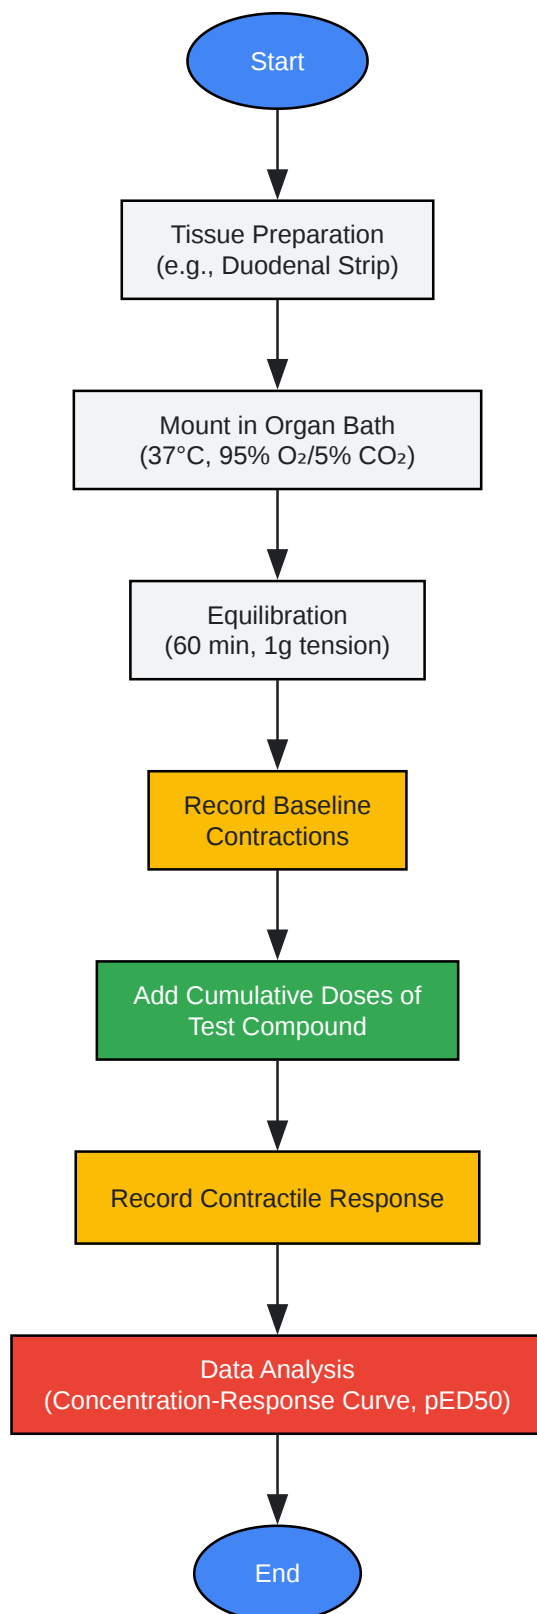 Start
Tissue Preparation
(e.g., Duodenal Strip)
Mount in Organ Bath
(37°C, 95% O₂/5% CO₂)
Equilibration
(60 min, 1g tension)
Record Baseline
Contractions
Add Cumulative Doses of
Test Compound
Record Contractile Response
Data Analysis
(Concentration-Response Curve, pED50)
End